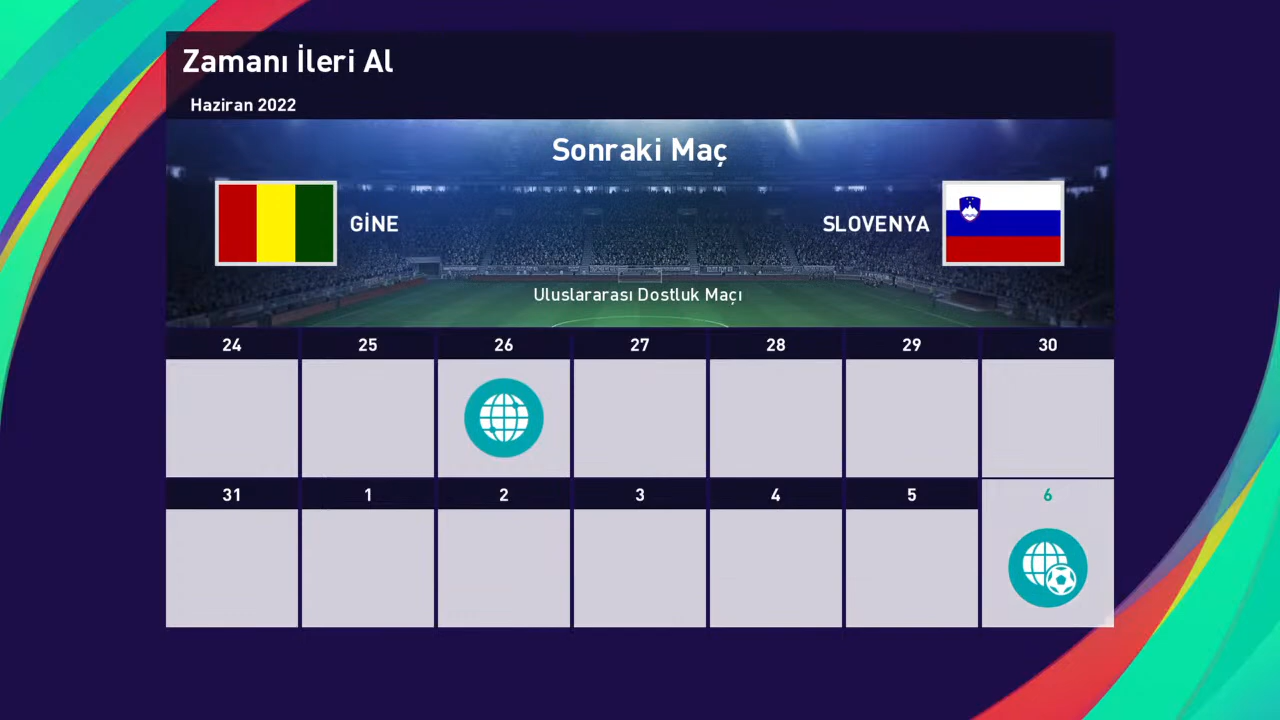 Zamanı İleri Al
Haziran 2022
Sonraki Maç
GİNE
SLOVENYA
Uluslararası Dostluk Maçı
24 25 26 27 28 29 30
31 1 2 3 4 5 6